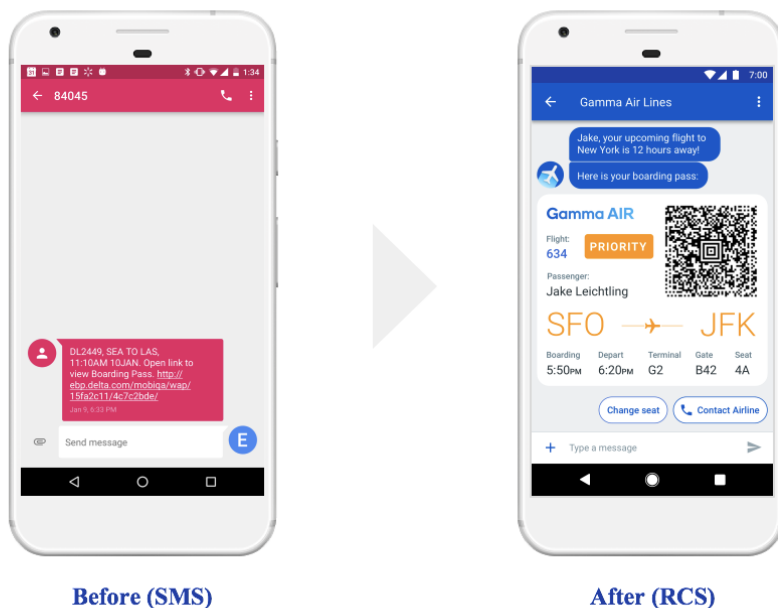 31
1:34
84045
DL2449, SEA TO LAS,
11:10AM 10JAN. Open link to
view Boarding Pass. http://
ebp.delta.com/mobiqa/wap/
15fa2c11/4c7c2bde/
Jan 9, 6:33 PM
Send message
E
Before (SMS)
7:00
Gamma Air Lines
Jake, your upcoming flight to
New York is 12 hours away!
Here is your boarding pass:
Gamma AIR
Flight:
634
PRIORITY
Passenger:
Jake Leichtling
SFO JFK
Boarding Depart Terminal Gate Seat
5:50PM 6:20PM G2 B42 4A
Change seat Contact Airline
Type a message
After (RCS)